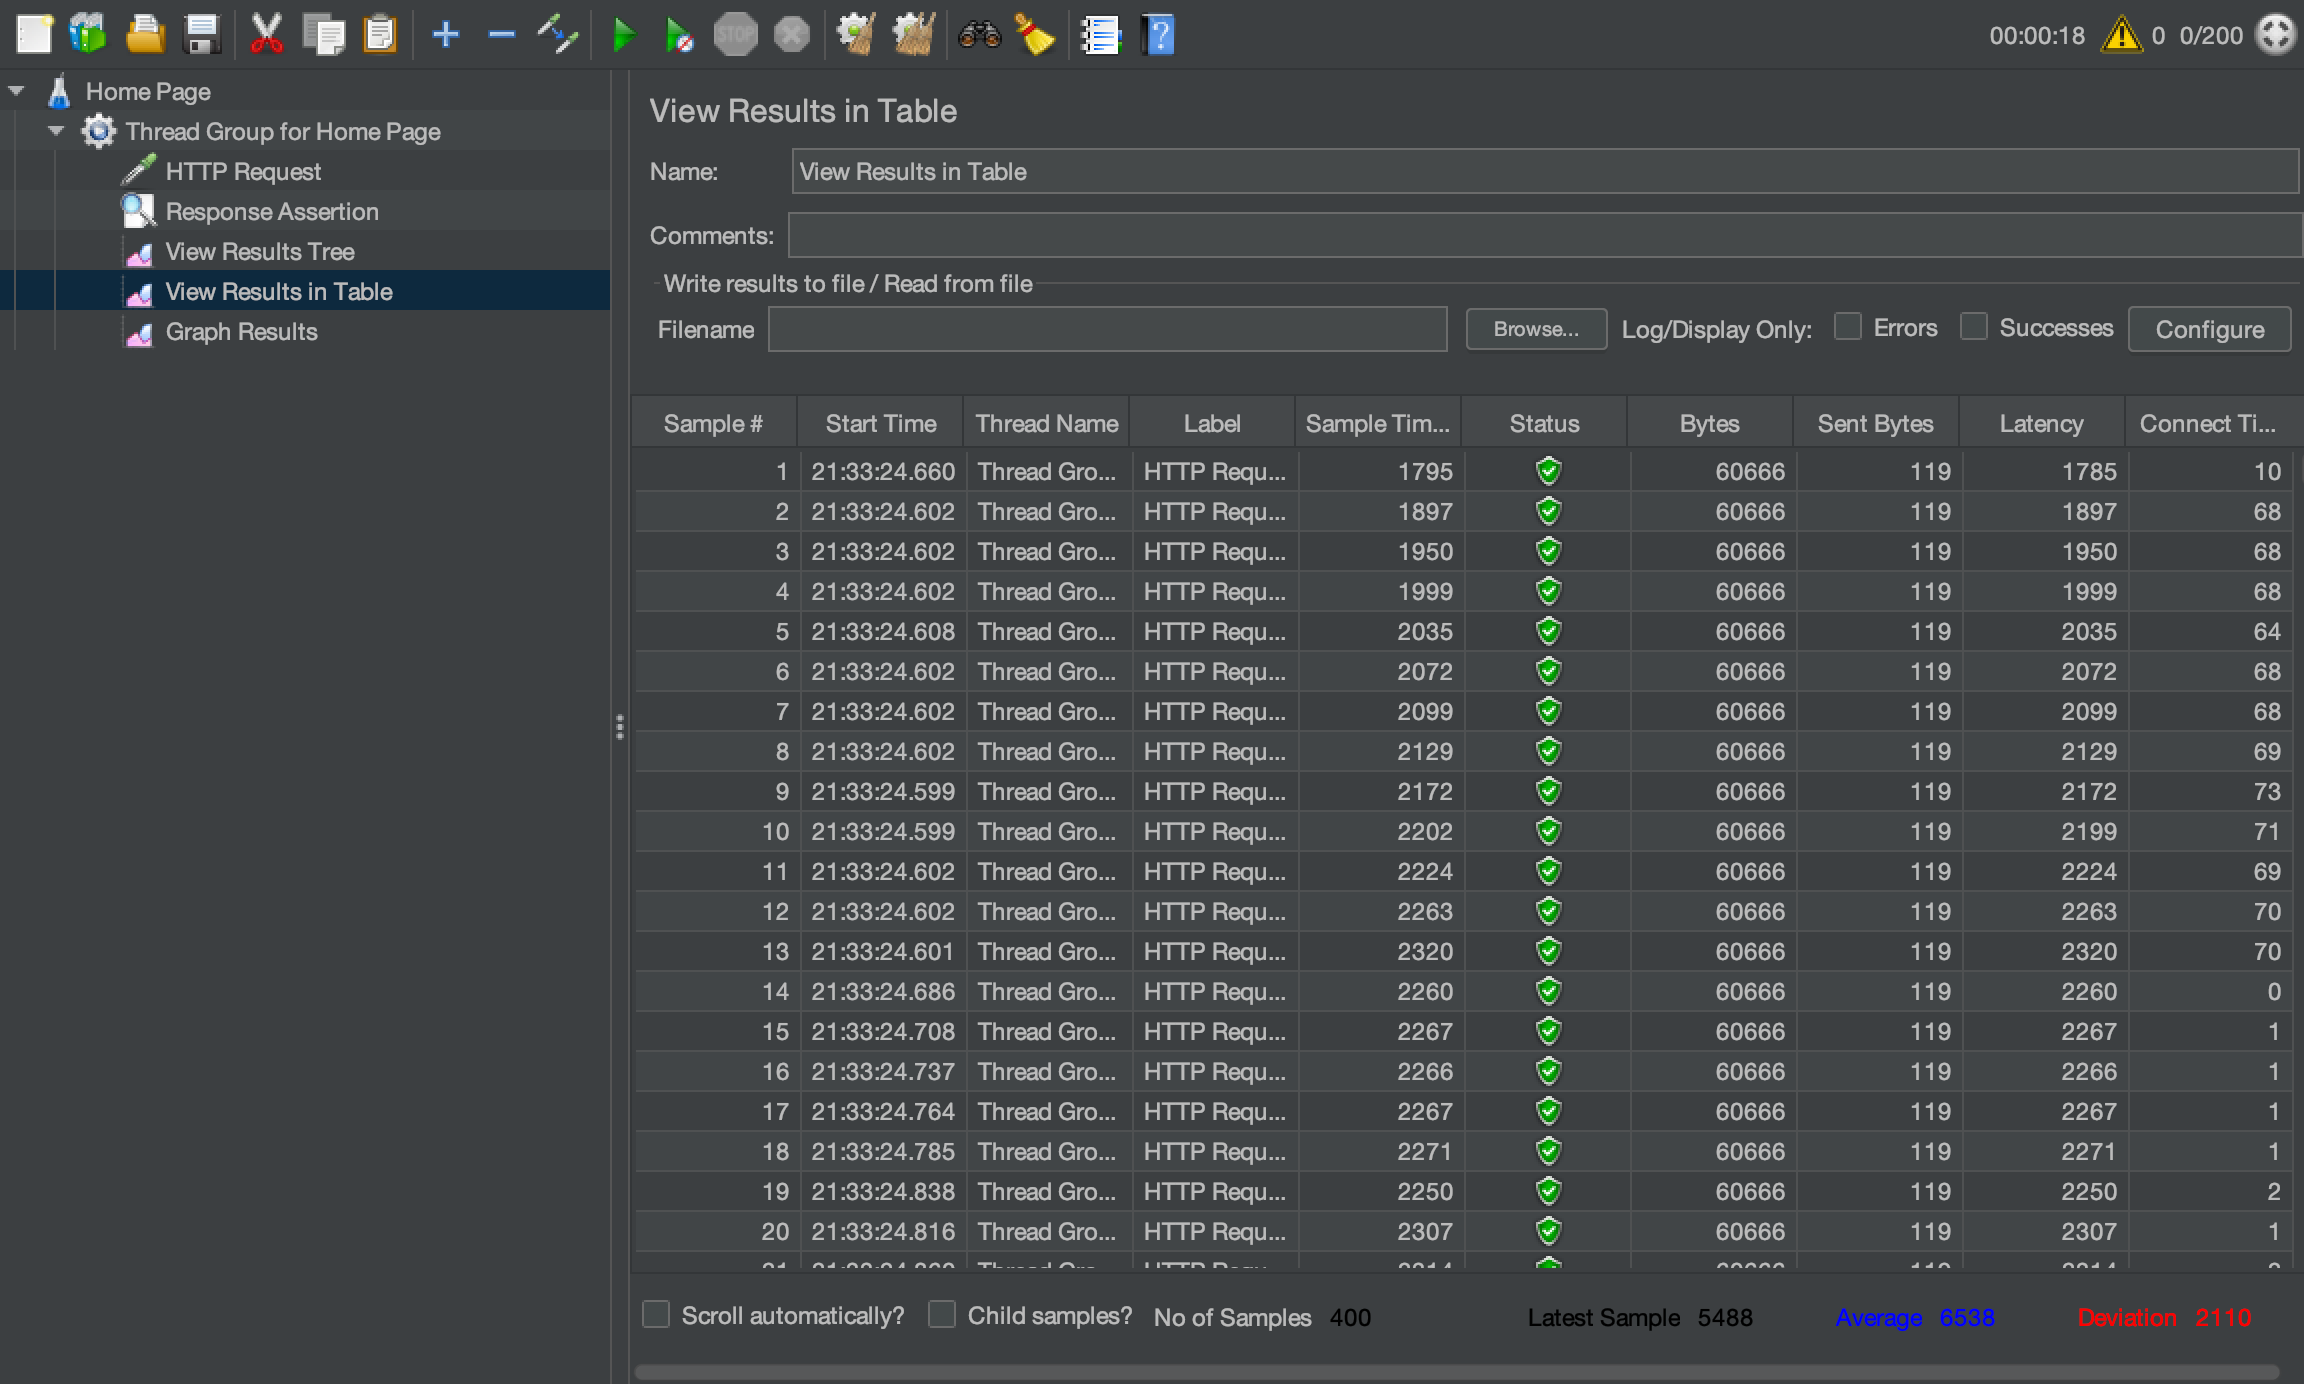 STOP
00:00:18 0 0/200
Home Page
Thread Group for Home Page
HTTP Request
Response Assertion
View Results Tree
View Results in Table
Graph Results
View Results in Table
Name: View Results in Table
Comments:
Write results to file / Read from file
Filename Browse... Log/Display Only: Errors Successes Configure
Sample # Start Time Thread Name Label Sample Tim... Status Bytes Sent Bytes Latency Connect Ti...
1 21:33:24.660 Thread Gro... HTTP Requ... 1795 60666 119 1785 10
2 21:33:24.602 Thread Gro... HTTP Requ... 1897 60666 119 1897 68
3 21:33:24.602 Thread Gro... HTTP Requ... 1950 60666 119 1950 68
4 21:33:24.602 Thread Gro... HTTP Requ... 1999 60666 119 1999 68
5 21:33:24.608 Thread Gro... HTTP Requ... 2035 60666 119 2035 64
6 21:33:24.602 Thread Gro... HTTP Requ... 2072 60666 119 2072 68
7 21:33:24.602 Thread Gro... HTTP Requ... 2099 60666 119 2099 68
8 21:33:24.602 Thread Gro... HTTP Requ... 2129 60666 119 2129 69
9 21:33:24.599 Thread Gro... HTTP Requ... 2172 60666 119 2172 73
10 21:33:24.599 Thread Gro... HTTP Requ... 2202 60666 119 2199 71
11 21:33:24.602 Thread Gro... HTTP Requ... 2224 60666 119 2224 69
12 21:33:24.602 Thread Gro... HTTP Requ... 2263 60666 119 2263 70
13 21:33:24.601 Thread Gro... HTTP Requ... 2320 60666 119 2320 70
14 21:33:24.686 Thread Gro... HTTP Requ... 2260 60666 119 2260 0
15 21:33:24.708 Thread Gro... HTTP Requ... 2267 60666 119 2267 1
16 21:33:24.737 Thread Gro... HTTP Requ... 2266 60666 119 2266 1
17 21:33:24.764 Thread Gro... HTTP Requ... 2267 60666 119 2267 1
18 21:33:24.785 Thread Gro... HTTP Requ... 2271 60666 119 2271 1
19 21:33:24.838 Thread Gro... HTTP Requ... 2250 60666 119 2250 2
20 21:33:24.816 Thread Gro... HTTP Requ... 2307 60666 119 2307 1
Scroll automatically? Child samples? No of Samples 400 Latest Sample 5488 Average 6538 Deviation 2110